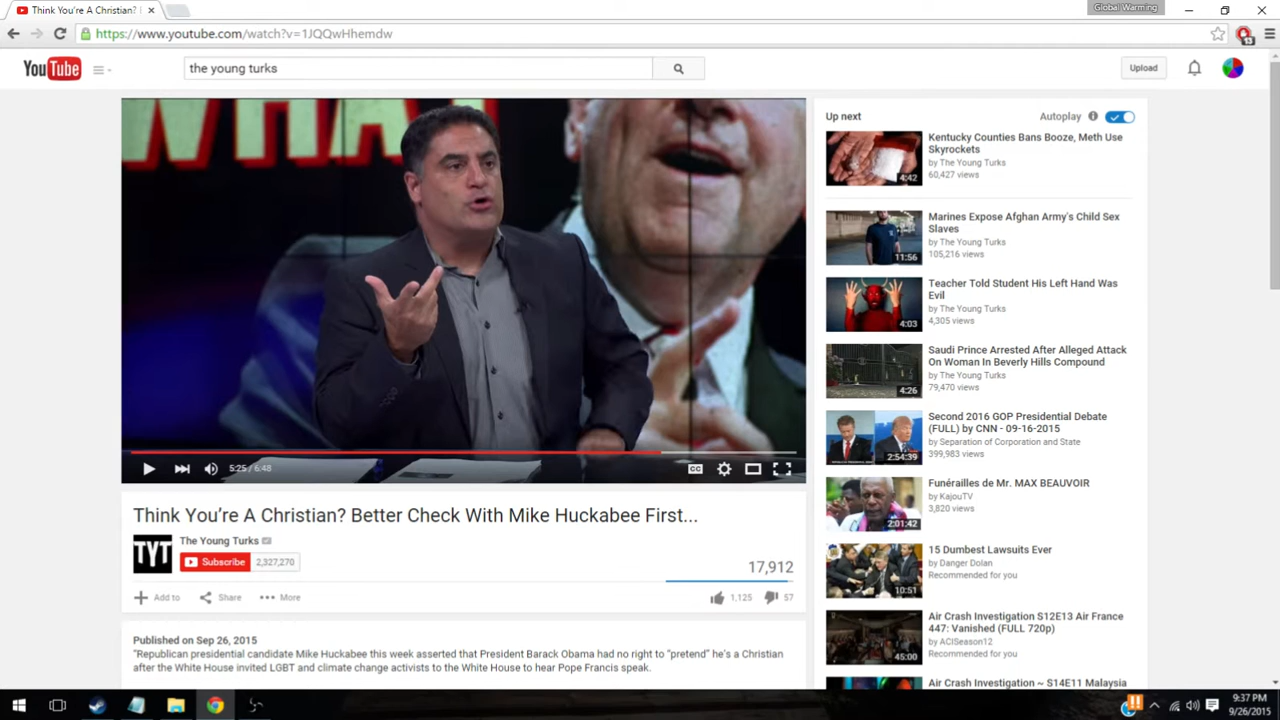 Think You're A Christian?
Global Warming
https://www.youtube.com/watch?v=1JQQwHhemdw
13
YouTube
the young turks
Upload
WHAT
5:25 / 6:48
CC
Think You're A Christian? Better Check With Mike Huckabee First...
TYT
The Young Turks
Subscribe 2,327,270
17,912
Add to Share More
1,125 57
Published on Sep 26, 2015
"Republican presidential candidate Mike Huckabee this week asserted that President Barack Obama had no right to "pretend" he's a Christian
after the White House invited LGBT and climate change activists to the White House to hear Pope Francis speak.
Up next
Autoplay
Kentucky Counties Bans Booze, Meth Use
Skyrockets
by The Young Turks
60,427 views
4:42
Marines Expose Afghan Army's Child Sex
Slaves
by The Young Turks
105,216 views
11:56
Teacher Told Student His Left Hand Was
Evil
by The Young Turks
4,305 views
4:03
Saudi Prince Arrested After Alleged Attack
On Woman In Beverly Hills Compound
by The Young Turks
79,470 views
4:26
Second 2016 GOP Presidential Debate
(FULL) by CNN - 09-16-2015
by Separation of Corporation and State
399,983 views
2:54:39
Funérailles de Mr. MAX BEAUVOIR
by KajouTV
3,820 views
2:01:42
15 Dumbest Lawsuits Ever
by Danger Dolan
Recommended for you
10:51
Air Crash Investigation S12E13 Air France
447: Vanished (FULL 720p)
by ACISeason12
Recommended for you
45:00
Air Crash Investigation ~ S14E11 Malaysia
9:37 PM
9/26/2015